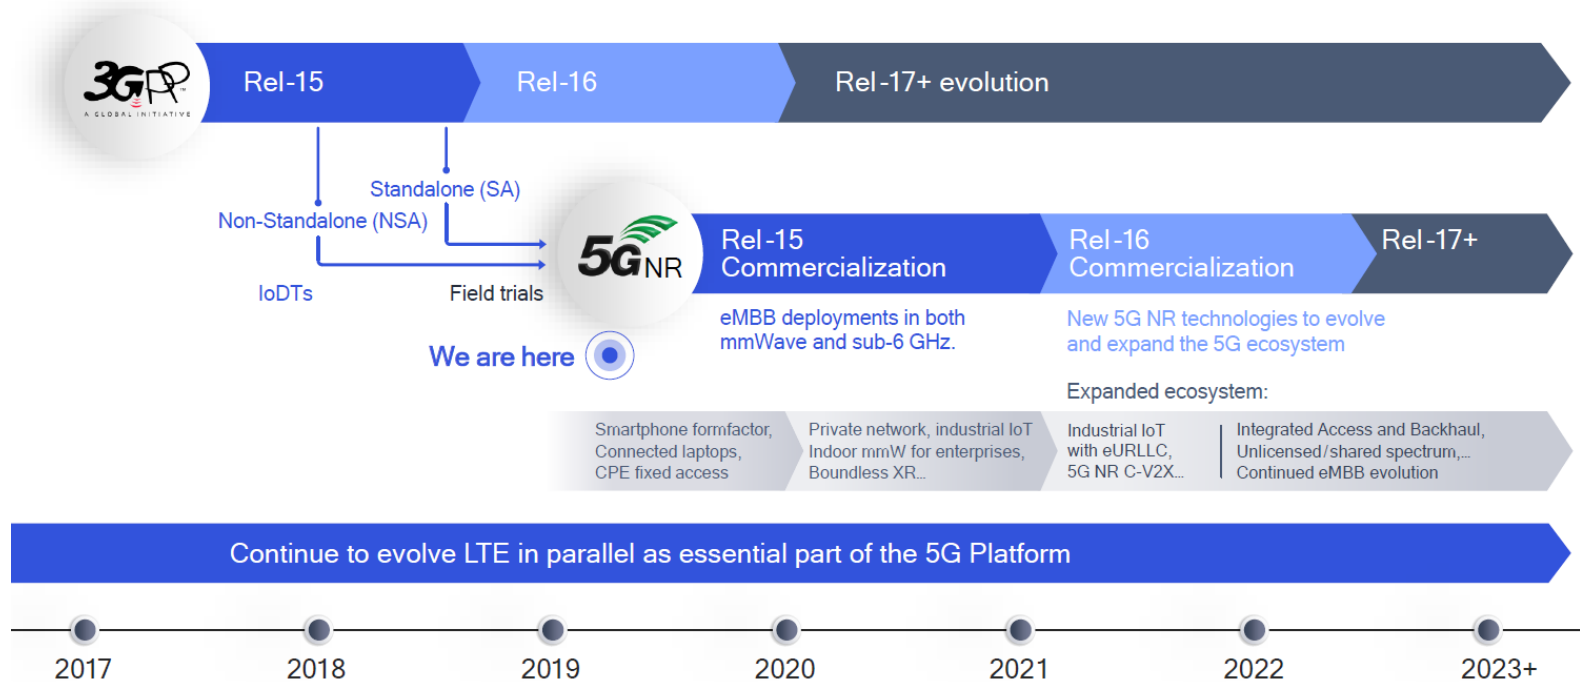 3GPP™
A GLOBAL INITIATIVE
Rel-15
Rel-16
Rel-17+ evolution
Standalone (SA)
Non-Standalone (NSA)
IoDTs
Field trials
5G NR
Rel-15
Commercialization
Rel-16
Commercialization
Rel-17+
eMBB deployments in both
mmWave and sub-6 GHz.
New 5G NR technologies to evolve
and expand the 5G ecosystem
We are here
Expanded ecosystem:
Smartphone formfactor,
Connected laptops,
CPE fixed access
Private network, industrial IoT
Indoor mmW for enterprises,
Boundless XR...
Industrial IoT
with eURLLC,
5G NR C-V2X...
Integrated Access and Backhaul,
Unlicensed/shared spectrum,...
Continued eMBB evolution
Continue to evolve LTE in parallel as essential part of the 5G Platform
2017
2018
2019
2020
2021
2022
2023+